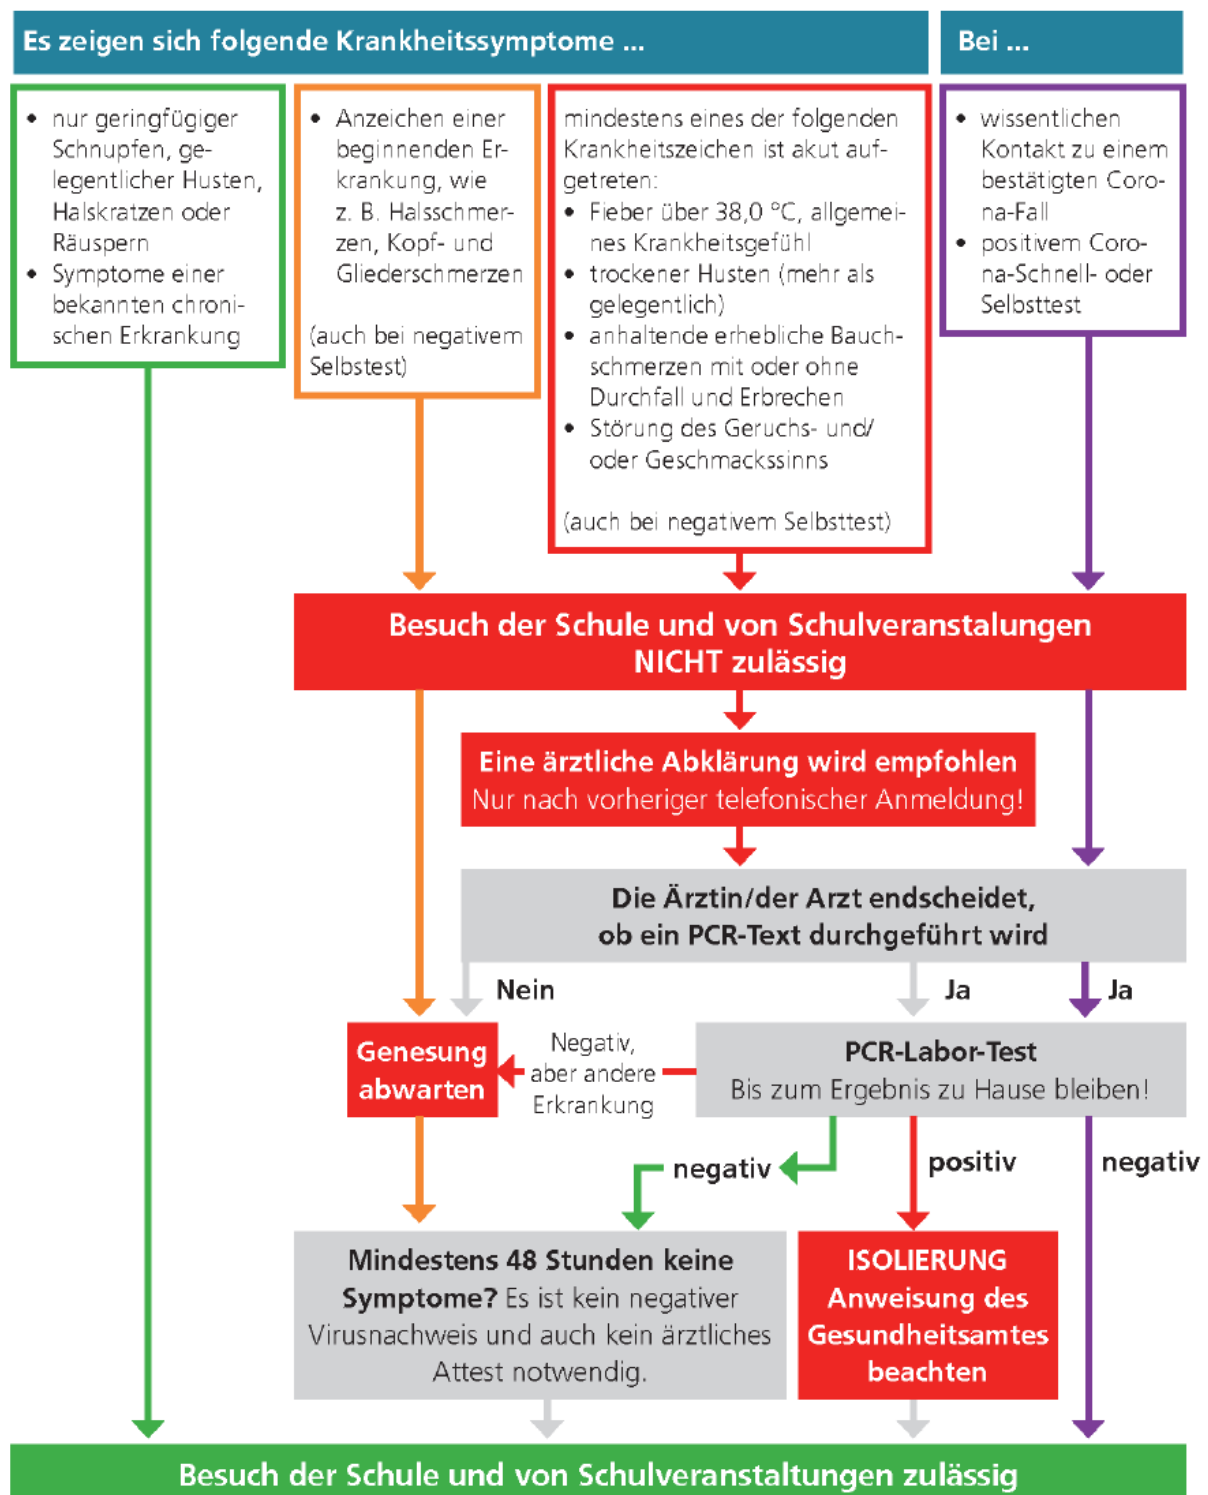 Es zeigen sich folgende Krankheitssymptome ...
Bei ...
• nur geringfügiger
Schnupfen, ge-
legentlicher Husten,
Halskratzen oder
Räuspern
• Symptome einer
bekannten chroni-
schen Erkrankung
• Anzeichen einer
beginnenden Er-
krankung, wie
z. B. Halsschmer-
zen, Kopf- und
Gliederschmerzen
(auch bei negativem
Selbstest)
mindestens eines der folgenden
Krankheitszeichen ist akut auf-
getreten:
• Fieber über 38,0 °C, allgemei-
nes Krankheitsgefühl
• trockener Husten (mehr als
gelegentlich)
• anhaltende erhebliche Bauch-
schmerzen mit oder ohne
Durchfall und Erbrechen
• Störung des Geruchs- und/
oder Geschmackssinns
(auch bei negativem Selbsttest)
• wissentlichen
Kontakt zu einem
bestätigten Coro-
na-Fall
• positivem Coro-
na-Schnell- oder
Selbsttest
Besuch der Schule und von Schulveranstalungen
NICHT zulässig
Eine ärztliche Abklärung wird empfohlen
Nur nach vorheriger telefonischer Anmeldung!
Die Ärztin/der Arzt endscheidet,
ob ein PCR-Text durchgeführt wird
Nein
Ja
Ja
Genesung
abwarten
Negativ,
aber andere
Erkrankung
PCR-Labor-Test
Bis zum Ergebnis zu Hause bleiben!
negativ
positiv
negativ
Mindestens 48 Stunden keine
Symptome? Es ist kein negativer
Virusnachweis und auch kein ärztliches
Attest notwendig.
ISOLIERUNG
Anweisung des
Gesundheitsamtes
beachten
Besuch der Schule und von Schulveranstaltungen zulässig